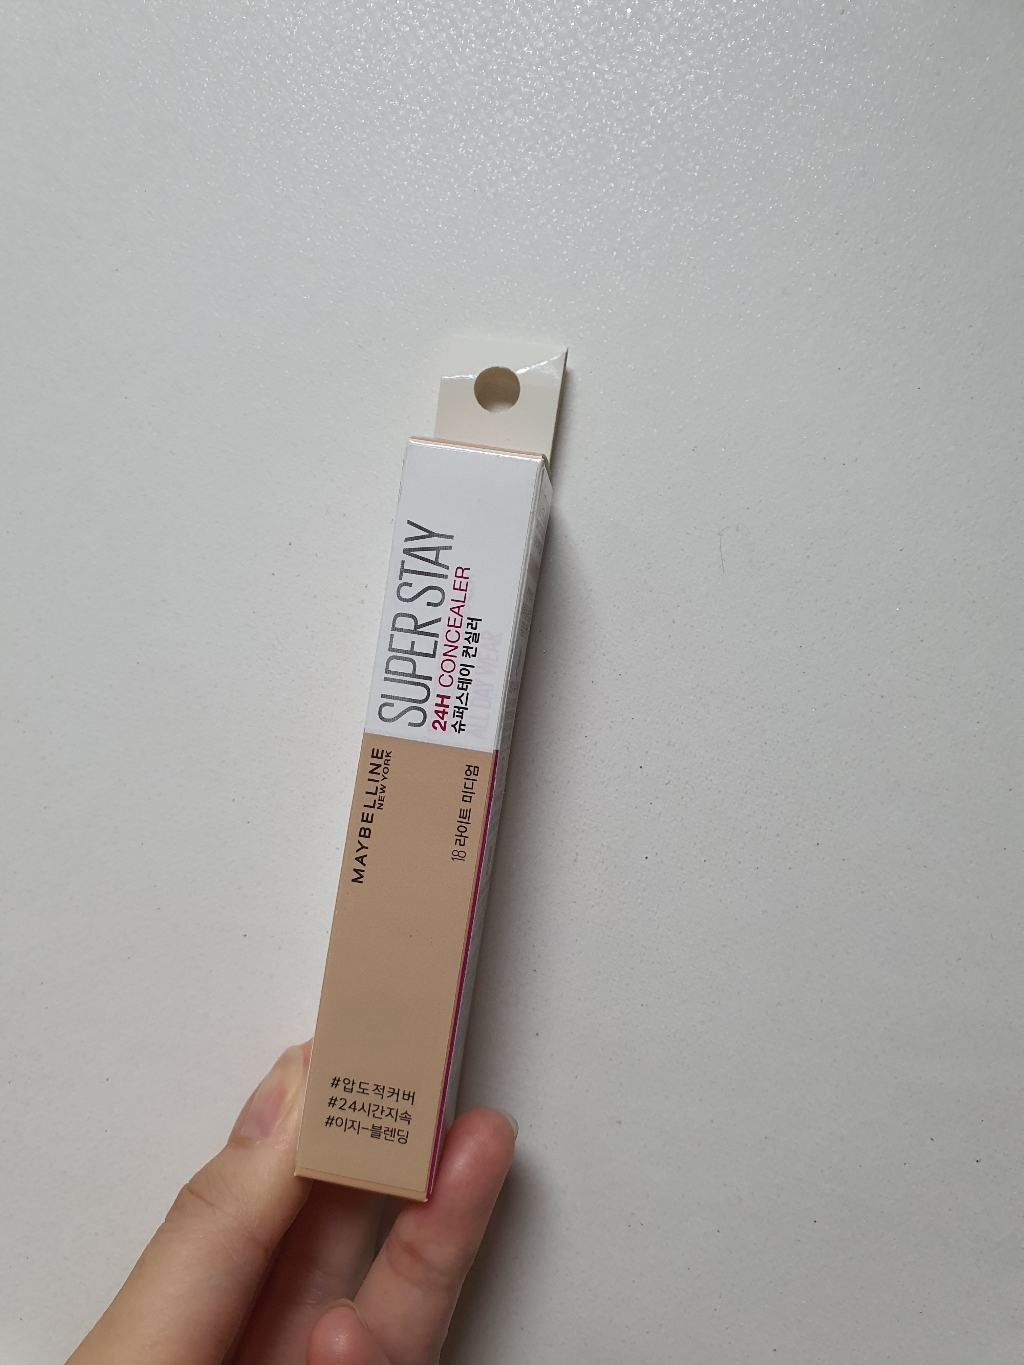 SUPER STAY
24H CONCEALER
슈퍼스테이 컨실러
MAYBELLINE
NEW YORK
18 라이트 미디엄
#압도적커버
#24시간지속
#이지-블렌딩